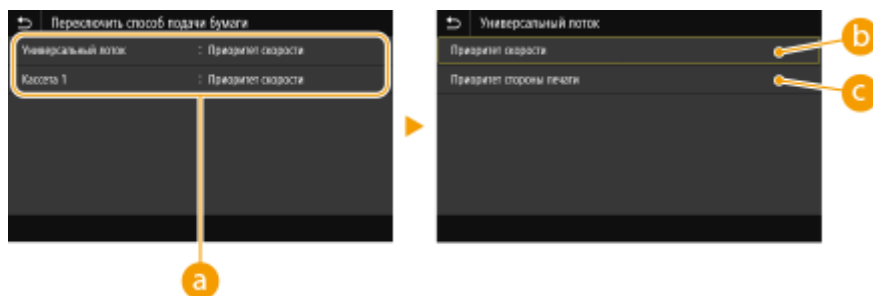 Переключить способ подачи бумаги
Универсальный лоток : Приоритет скорости
Кассета 1 : Приоритет скорости
a
Универсальный лоток
Приоритет скорости
b
Приоритет стороны печати
c